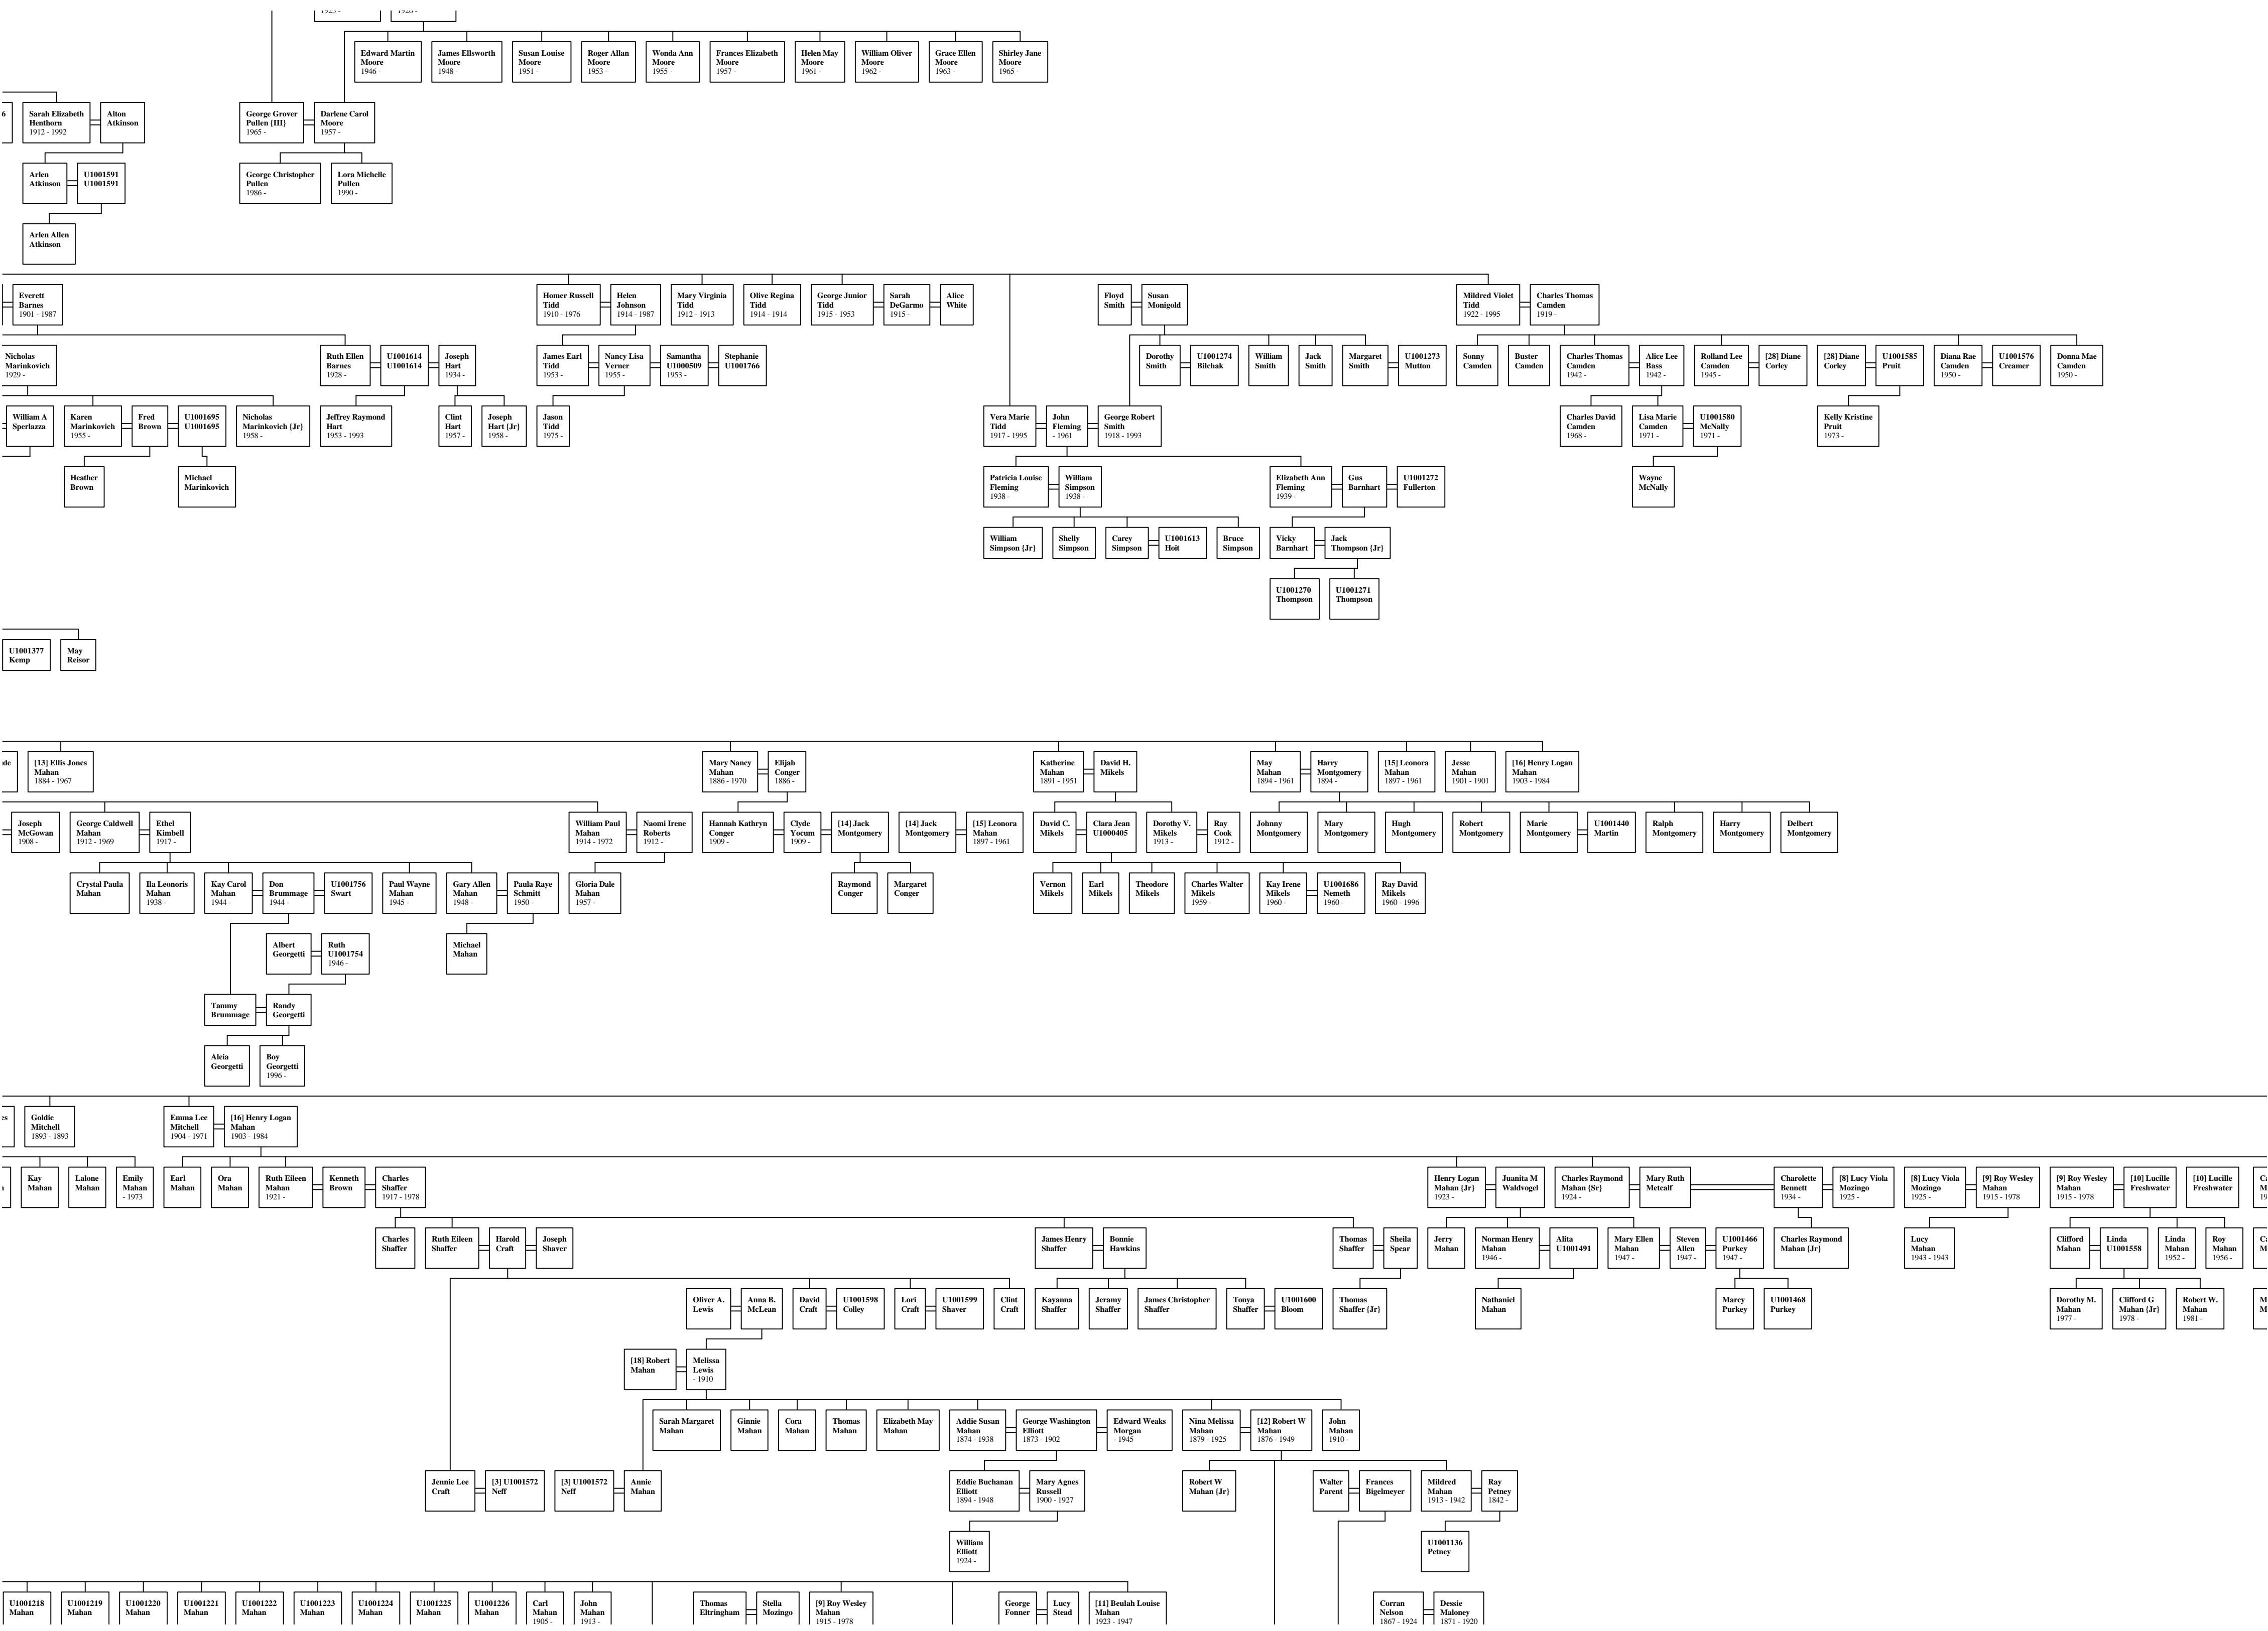 Edward Martin
Moore
1946 -
James Ellsworth
Moore
1948 -
Susan Louise
Moore
1951 -
Roger Allan
Moore
1953 -
Wonda Ann
Moore
1955 -
Frances Elizabeth
Moore
1957 -
Helen May
Moore
1961 -
William Oliver
Moore
1962 -
Grace Ellen
Moore
1963 -
Shirley Jane
Moore
1965 -
6
Sarah Elizabeth
Henthorn
1912 - 1992
Alton
Atkinson
George Grover
Pullen {III}
1965 -
Darlene Carol
Moore
1957 -
Arlen
Atkinson
U1001591
U1001591
George Christopher
Pullen
1986 -
Lora Michelle
Pullen
1990 -
Arlen Allen
Atkinson
Everett
Barnes
1901 - 1987
Homer Russell
Tidd
1910 - 1976
Helen
Johnson
1914 - 1987
Mary Virginia
Tidd
1912 - 1913
Olive Regina
Tidd
1914 - 1914
George Junior
Tidd
1915 - 1953
Sarah
DeGarmo
1915 -
Alice
White
Floyd
Smith
Susan
Monigold
Mildred Violet
Tidd
1922 - 1995
Charles Thomas
Camden
1919 -
Nicholas
Marinkovich
1929 -
Ruth Ellen
Barnes
1928 -
U1001614
U1001614
Joseph
Hart
1934 -
James Earl
Tidd
1953 -
Nancy Lisa
Verner
1955 -
Samantha
U1000509
1953 -
Stephanie
U1001766
Dorothy
Smith
U1001274
Bilchak
William
Smith
Jack
Smith
Margaret
Smith
U1001273
Mutton
Sonny
Camden
Buster
Camden
Charles Thomas
Camden
1942 -
Alice Lee
Bass
1942 -
Rolland Lee
Camden
1945 -
[28] Diane
Corley
[28] Diane
Corley
U1001585
Pruit
Diana Rae
Camden
1950 -
U1001576
Creamer
Donna Mae
Camden
1950 -
William A
Sperlazza
Karen
Marinkovich
1955 -
Fred
Brown
U1001695
U1001695
Nicholas
Marinkovich {Jr}
1958 -
Jeffrey Raymond
Hart
1953 - 1993
Clint
Hart
1957 -
Joseph
Hart {Jr}
1958 -
Jason
Tidd
1975 -
Vera Marie
Tidd
1917 - 1995
John
Fleming
- 1961
George Robert
Smith
1918 - 1993
Charles David
Camden
1968 -
Lisa Marie
Camden
1971 -
U1001580
McNally
1971 -
Kelly Kristine
Pruit
1973 -
Heather
Brown
Michael
Marinkovich
Patricia Louise
Fleming
1938 -
William
Simpson
1938 -
Elizabeth Ann
Fleming
1939 -
Gus
Barnhart
U1001272
Fullerton
Wayne
McNally
William
Simpson {Jr}
Shelly
Simpson
Carey
Simpson
U1001613
Hoit
Bruce
Simpson
Vicky
Barnhart
Jack
Thompson {Jr}
U1001270
Thompson
U1001271
Thompson
U1001377
Kemp
May
Reisor
de
[13] Ellis Jones
Mahan
1884 - 1967
Mary Nancy
Mahan
1886 - 1970
Elijah
Conger
1886 -
Katherine
Mahan
1891 - 1951
David H.
Mikels
May
Mahan
1894 - 1961
Harry
Montgomery
1894 -
[15] Leonora
Mahan
1897 - 1961
Jesse
Mahan
1901 - 1901
[16] Henry Logan
Mahan
1903 - 1984
Joseph
McGowan
1908 -
George Caldwell
Mahan
1912 - 1969
Ethel
Kimbell
1917 -
William Paul
Mahan
1914 - 1972
Naomi Irene
Roberts
1912 -
Hannah Kathryn
Conger
1909 -
Clyde
Yocum
1909 -
[14] Jack
Montgomery
[14] Jack
Montgomery
[15] Leonora
Mahan
1897 - 1961
David C.
Mikels
Clara Jean
U1000405
Dorothy V.
Mikels
1913 -
Ray
Cook
1912 -
Johnny
Montgomery
Mary
Montgomery
Hugh
Montgomery
Robert
Montgomery
Marie
Montgomery
U1001440
Martin
Ralph
Montgomery
Harry
Montgomery
Delbert
Montgomery
Crystal Paula
Mahan
Ila Leonoris
Mahan
1938 -
Kay Carol
Mahan
1944 -
Don
Brummage
1944 -
U1001756
Swart
Paul Wayne
Mahan
1945 -
Gary Allen
Mahan
1948 -
Paula Raye
Schmitt
1950 -
Gloria Dale
Mahan
1957 -
Raymond
Conger
Margaret
Conger
Vernon
Mikels
Earl
Mikels
Theodore
Mikels
Charles Walter
Mikels
1959 -
Kay Irene
Mikels
1960 -
U1001686
Nemeth
1960 -
Ray David
Mikels
1960 - 1996
Albert
Georgetti
Ruth
U1001754
1946 -
Michael
Mahan
Tammy
Brummage
Randy
Georgetti
Aleia
Georgetti
Boy
Georgetti
1996 -
es
Goldie
Mitchell
1893 - 1893
Emma Lee
Mitchell
1904 - 1971
[16] Henry Logan
Mahan
1903 - 1984
Kay
Mahan
Lalone
Mahan
Emily
Mahan
- 1973
Earl
Mahan
Ora
Mahan
Ruth Eileen
Mahan
1921 -
Kenneth
Brown
Charles
Shaffer
1917 - 1978
Henry Logan
Mahan {Jr}
1923 -
Juanita M
Waldvogel
Charles Raymond
Mahan {Sr}
1924 -
Mary Ruth
Metcalf
Charolette
Bennett
1934 -
[8] Lucy Viola
Mozingo
1925 -
[8] Lucy Viola
Mozingo
1925 -
[9] Roy Wesley
Mahan
1915 - 1978
[9] Roy Wesley
Mahan
1915 - 1978
[10] Lucille
Freshwater
[10] Lucille
Freshwater
Charles
Shaffer
Ruth Eileen
Shaffer
Harold
Craft
Joseph
Shaver
James Henry
Shaffer
Bonnie
Hawkins
Thomas
Shaffer
Sheila
Spear
Jerry
Mahan
Norman Henry
Mahan
1946 -
Alita
U1001491
Mary Ellen
Mahan
1947 -
Steven
Allen
1947 -
U1001466
Purkey
1947 -
Charles Raymond
Mahan {Jr}
Lucy
Mahan
1943 - 1943
Clifford
Mahan
Linda
U1001558
Linda
Mahan
1952 -
Roy
Mahan
1956 -
Oliver A.
Lewis
Anna B.
McLean
David
Craft
U1001598
Colley
Lori
Craft
U1001599
Shaver
Clint
Craft
Kayanna
Shaffer
Jeramy
Shaffer
James Christopher
Shaffer
Tonya
Shaffer
U1001600
Bloom
Thomas
Shaffer {Jr}
Nathaniel
Mahan
Marcy
Purkey
U1001468
Purkey
Dorothy M.
Mahan
1977 -
Clifford G
Mahan {Jr}
1978 -
Robert W.
Mahan
1981 -
[18] Robert
Mahan
Melissa
Lewis
- 1910
Sarah Margaret
Mahan
Ginnie
Mahan
Cora
Mahan
Thomas
Mahan
Elizabeth May
Mahan
Addie Susan
Mahan
1874 - 1938
George Washington
Elliott
1873 - 1902
Edward Weaks
Morgan
- 1945
Nina Melissa
Mahan
1879 - 1925
[12] Robert W
Mahan
1876 - 1949
John
Mahan
1910 -
Jennie Lee
Craft
[3] U1001572
Neff
[3] U1001572
Neff
Annie
Mahan
Eddie Buchanan
Elliott
1894 - 1948
Mary Agnes
Russell
1900 - 1927
Robert W
Mahan {Jr}
Walter
Parent
Frances
Bigelmeyer
Mildred
Mahan
1913 - 1942
Ray
Petney
1842 -
William
Elliott
1924 -
U1001136
Petney
U1001218
Mahan
U1001219
Mahan
U1001220
Mahan
U1001221
Mahan
U1001222
Mahan
U1001223
Mahan
U1001224
Mahan
U1001225
Mahan
U1001226
Mahan
Carl
Mahan
1905 -
John
Mahan
1913 -
Thomas
Eltringham
Stella
Mozingo
[9] Roy Wesley
Mahan
1915 - 1978
George
Fonner
Lucy
Stead
[11] Beulah Louise
Mahan
1923 - 1947
Corran
Nelson
1867 - 1924
Dessie
Maloney
1871 - 1920